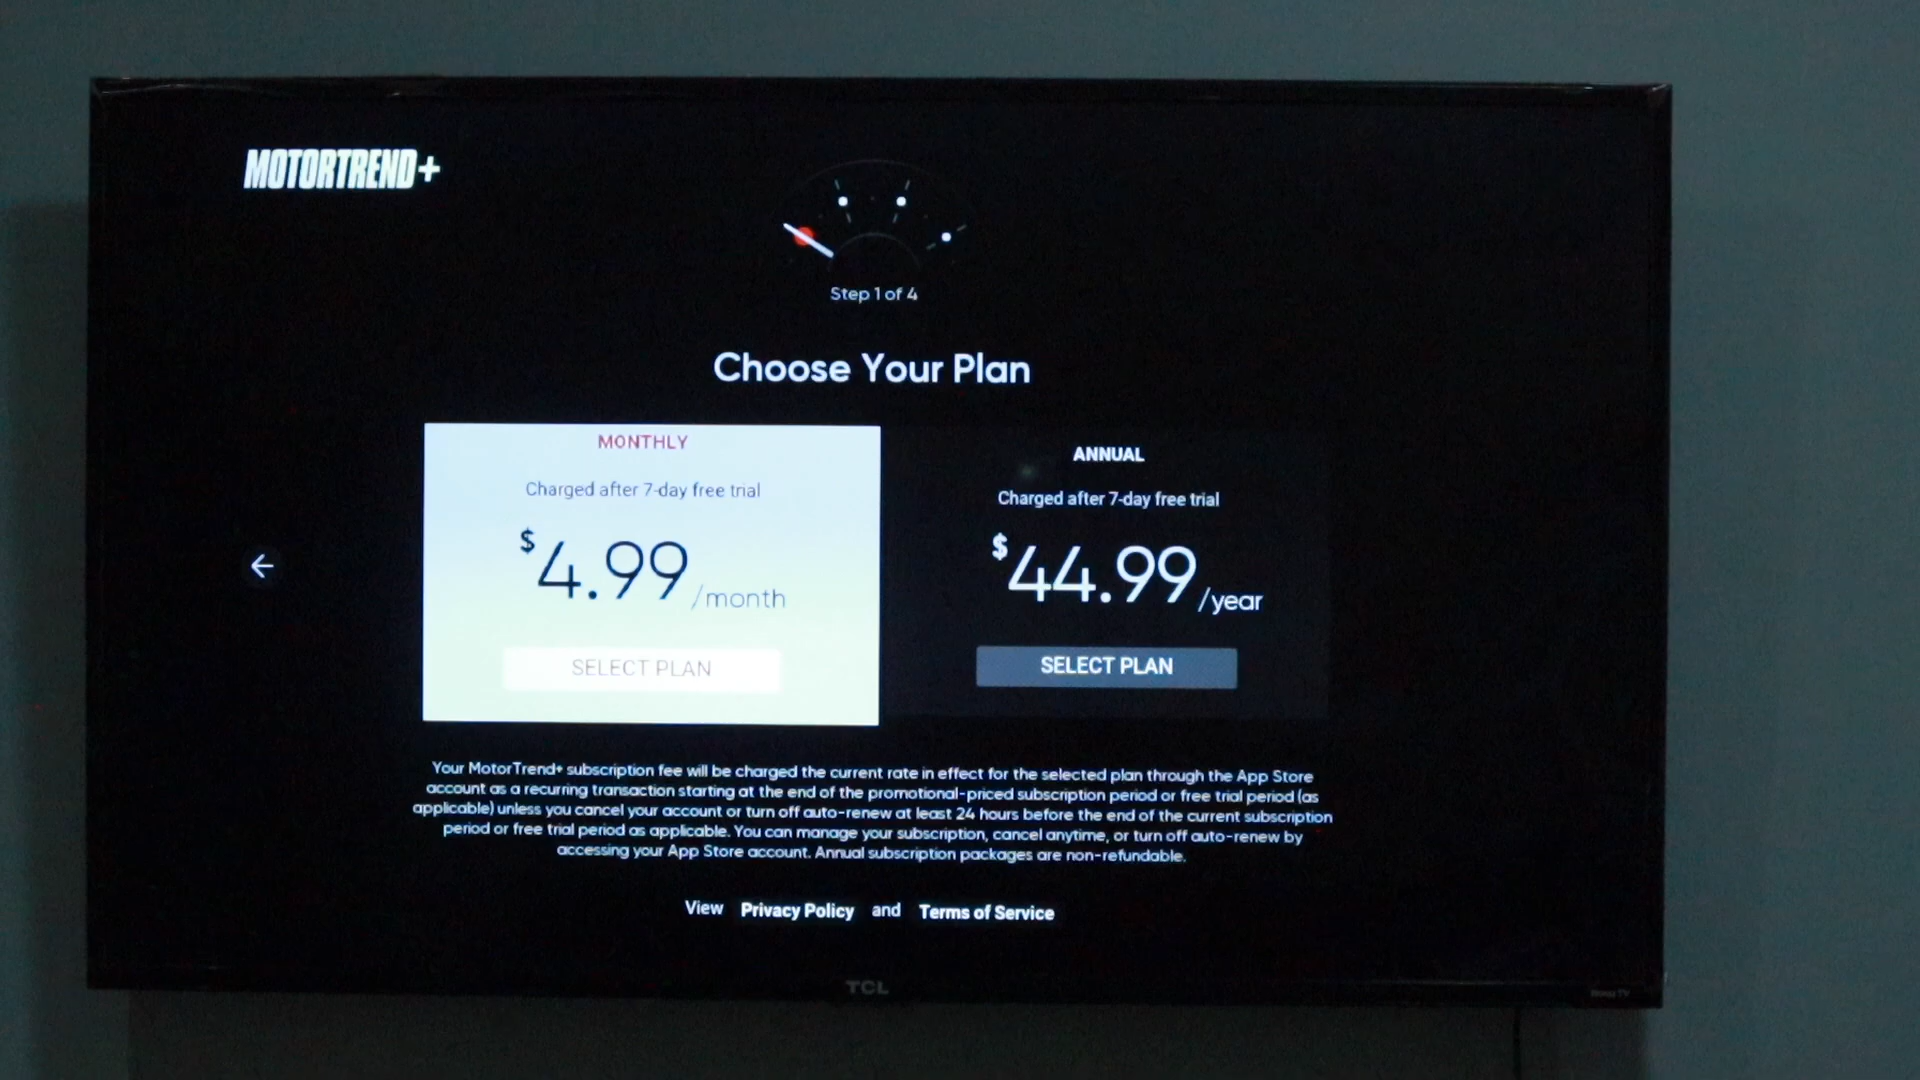 MOTORTREND+
Step 1 of 4
Choose Your Plan
MONTHLY
Charged after 7-day free trial
$4.99/month
SELECT PLAN
ANNUAL
Charged after 7-day free trial
$44.99/year
SELECT PLAN
Your MotorTrend+ subscription fee will be charged the current rate in effect for the selected plan through the App Store
account as a recurring transaction starting at the end of the promotional-priced subscription period or free trial period (as
applicable) unless you cancel your account or turn off auto-renew at least 24 hours before the end of the current subscription
period or free trial period as applicable. You can manage your subscription, cancel anytime, or turn off auto-renew by
accessing your App Store account. Annual subscription packages are non-refundable.
View Privacy Policy and Terms of Service
TCL
Roku TV